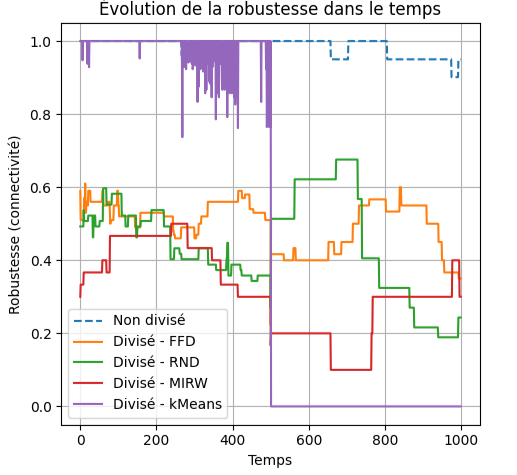 Évolution de la robustesse dans le temps
Robustesse (connectivité)
1.0
0.8
0.6
0.4
0.2
0.0
Non divisé
Divisé - FFD
Divisé - RND
Divisé - MIRW
Divisé - kMeans
0 200 400 600 800 1000
Temps